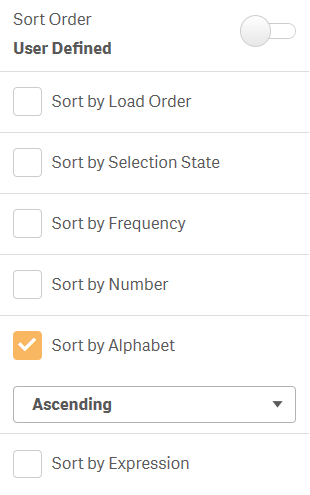 Sort Order
User Defined
Sort by Load Order
Sort by Selection State
Sort by Frequency
Sort by Number
Sort by Alphabet
Ascending
Sort by Expression